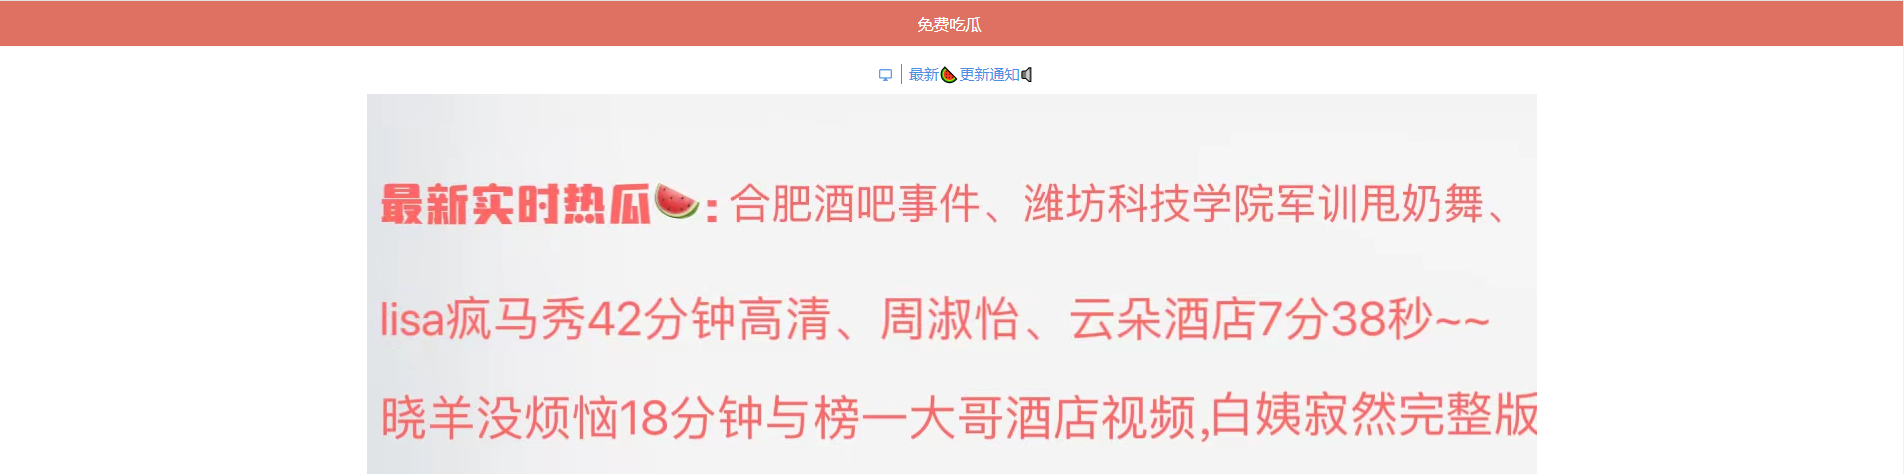 免费吃瓜
最新🍉更新通知🔈
最新实时热瓜🍉:合肥酒吧事件、潍坊科技学院军训甩奶舞、
lisa疯马秀42分钟高清、周淑怡、云朵酒店7分38秒~~
晓羊没烦恼18分钟与榜一大哥酒店视频,白姨寂然完整版